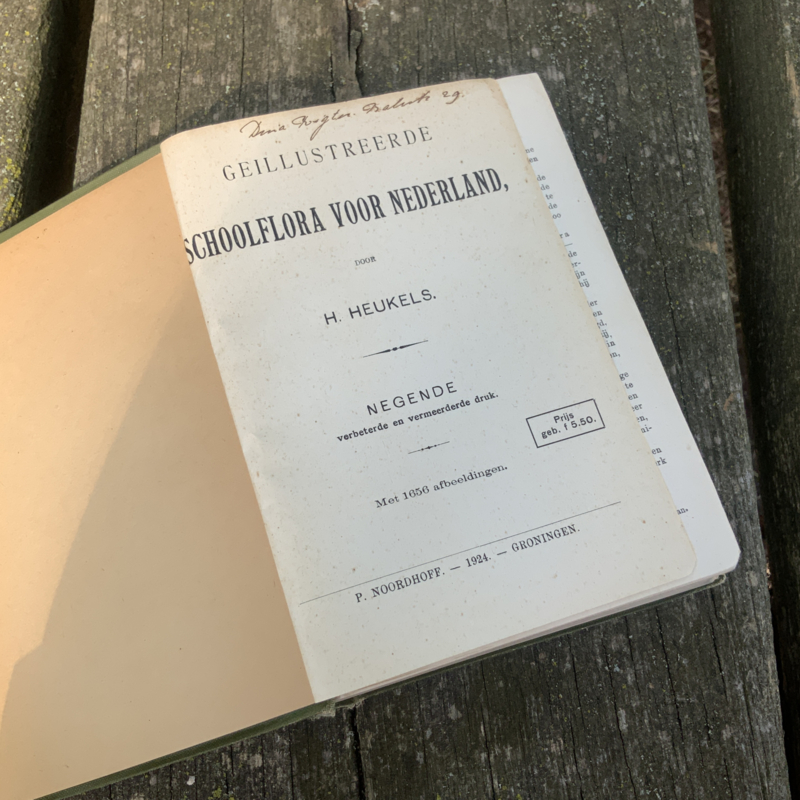 29.
GEILLUSTREERDE
SCHOOLFLORA VOOR NEDERLAND,
DOOR
H. HEUKELS.
NEGENDE
verbeterde en vermeerderde druk.
Prijs
geb. f 5.50.
Met 1656 afbeeldingen.
P. NOORDHOFF. — 1924. — GRONINGEN.